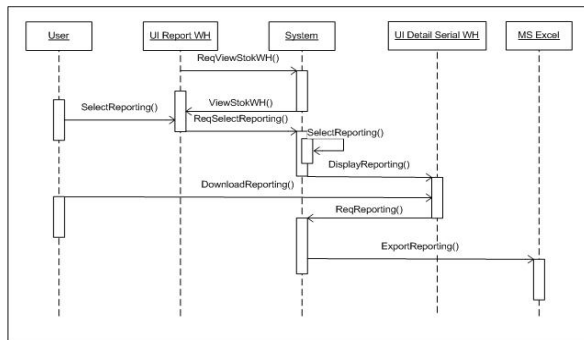 User
UI Report WH
System
UI Detail Serial WH
MS Excel
ReqViewStokWH()
ViewStokWH()
SelectReporting()
ReqSelectReporting()
SelectReporting()
DisplayReporting()
DownloadReporting()
ReqReporting()
ExportReporting()